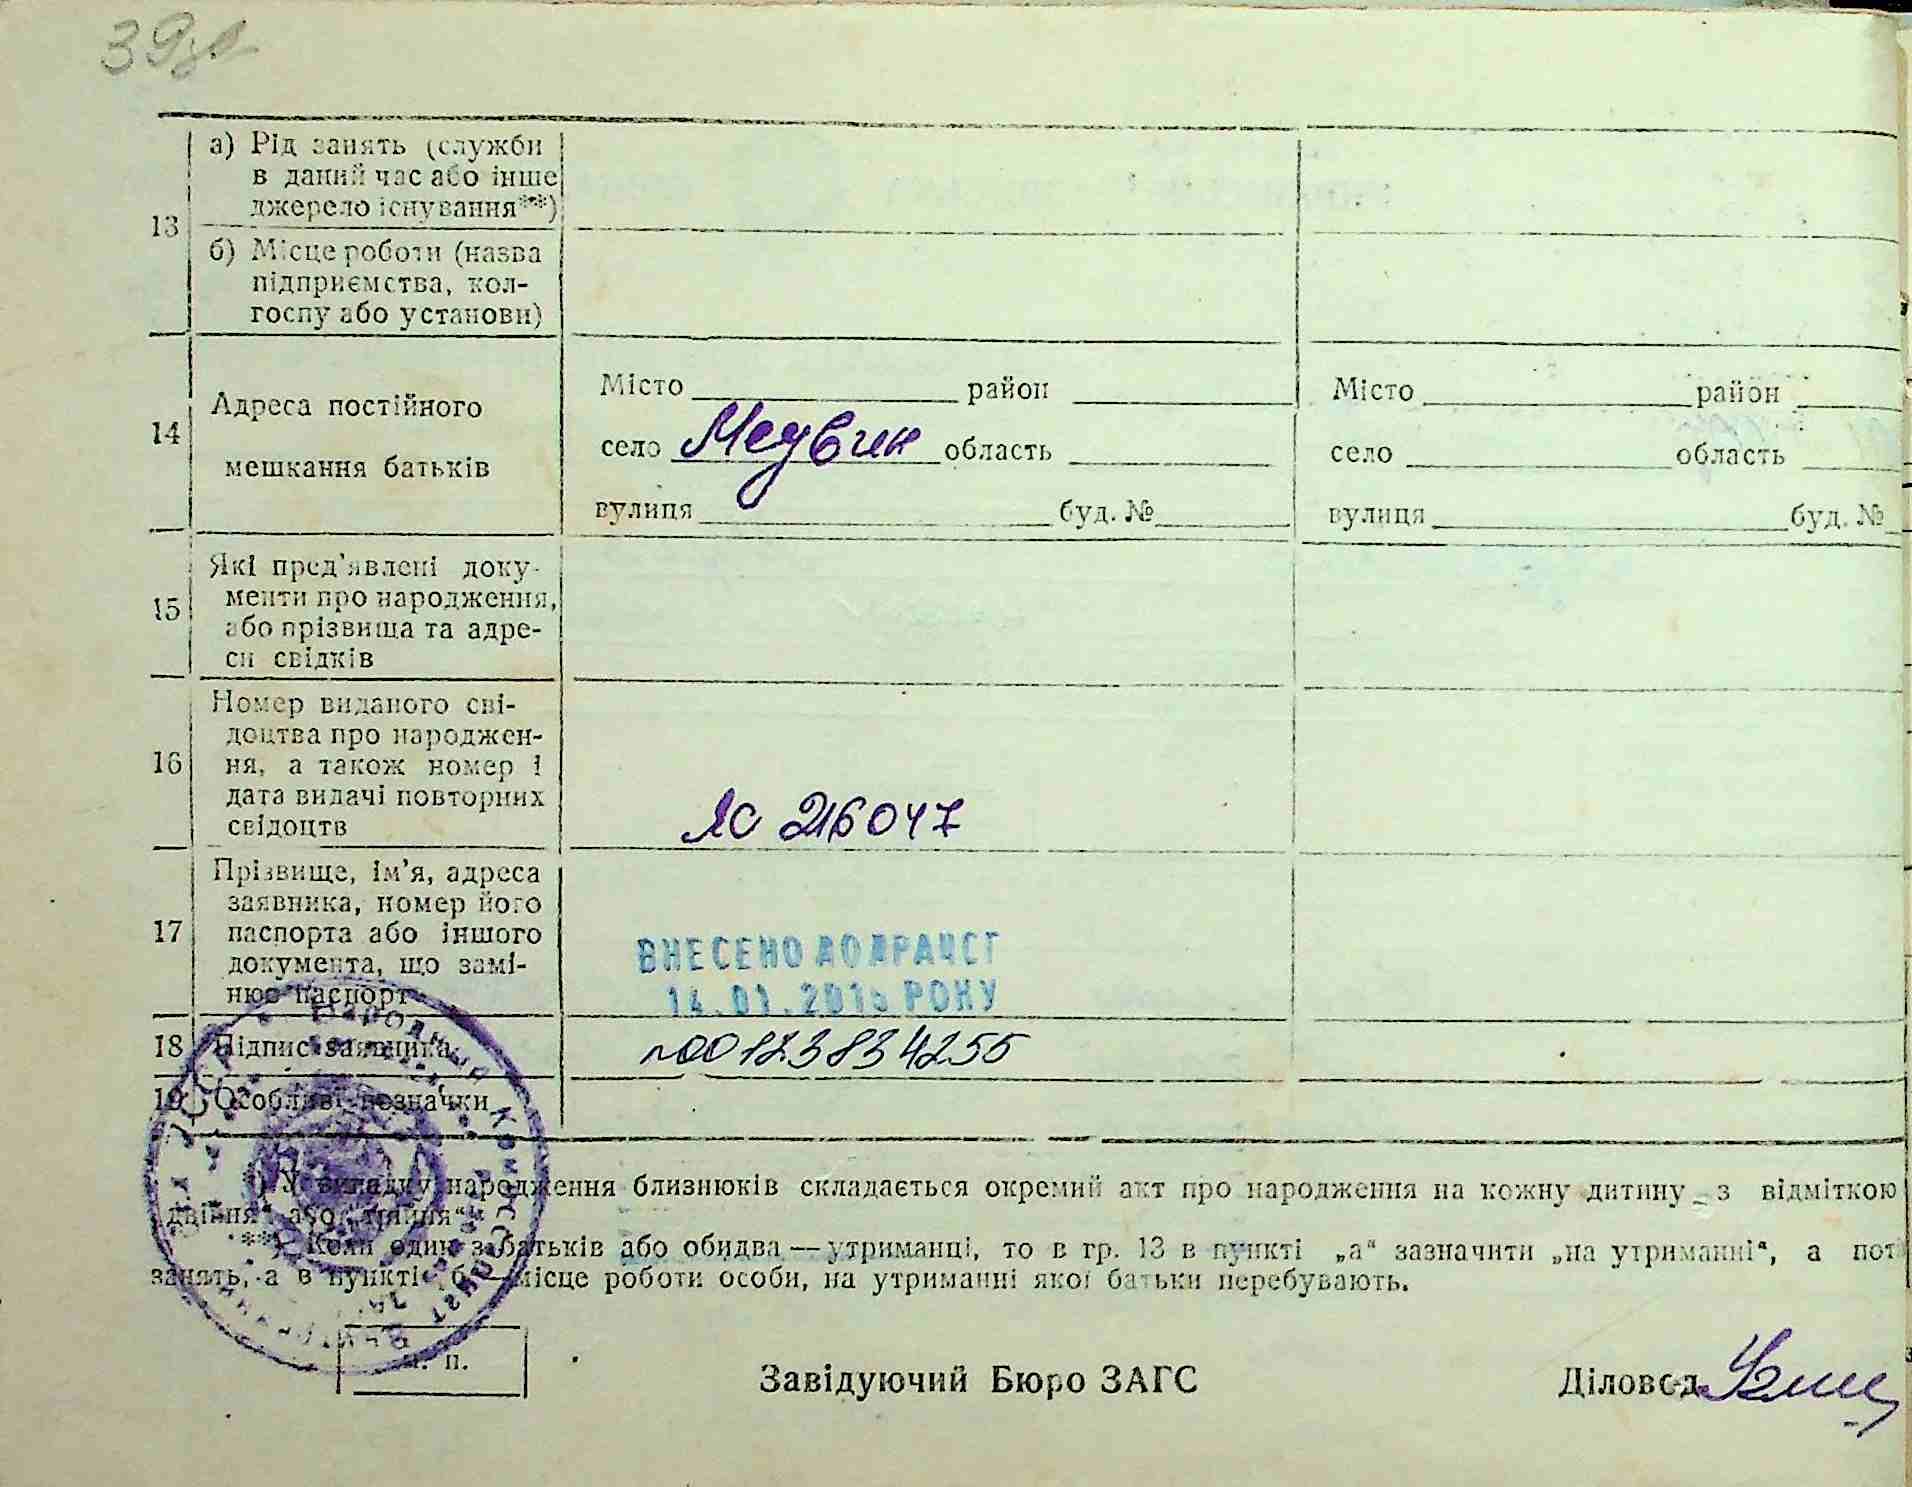 39зв
а) Рід занять (служби
в даний час або інше
джерело існування**)
13
б) Місце роботи (назва
підприємства, кол-
госпу або установи)
Місто район Місто район
Адреса постійного
14 село Медвин область село область
мешкання батьків
вулиця буд. № вулиця буд. №
Які пред'явлені доку-
менти про народження,
15
або прізвища та адре-
си свідків
Номер виданого сві-
доцтва про народжен-
16 ня, а також номер і
дата видачі повторних
свідоцтв ЯС 216047
Прізвище, ім'я, адреса
заявника, номер його
17 паспорта або іншого ВНЕСЕНО ДО ДРАЦСГ
документа, що замі-
нює паспорт 14.01.2015 РОКУ
18 Підпис заявника 00123834255
19 Особливі позначки
*) У випадку народження близнюків складається окремий акт про народження на кожну дитину з відміткою
„двійня“ або „трійня“.
**) Коли один з батьків або обидва — утриманці, то в гр. 13 в пункті „а“ зазначити „на утриманні“, а пот
занять, а в пункті „б“ — місце роботи особи, на утриманні якої батьки перебувають.
м. п.
Завідуючий Бюро ЗАГС Діловод